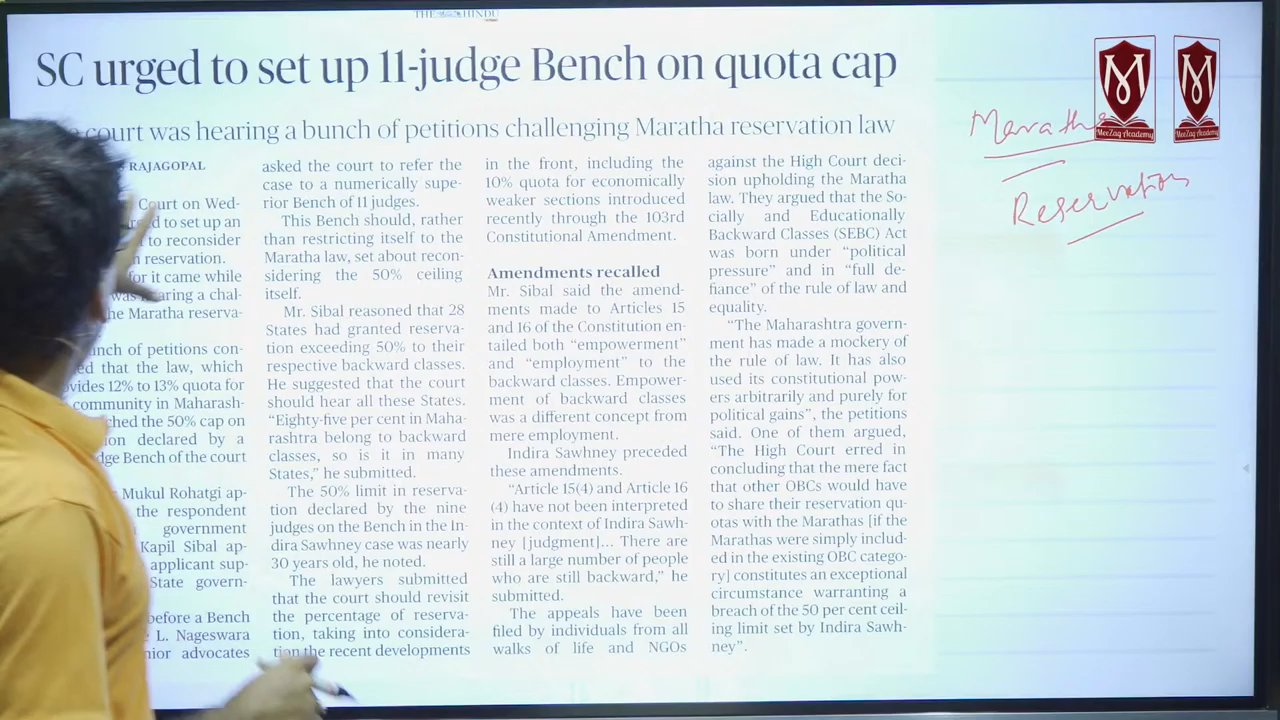 THE HINDU
SC urged to set up 11-judge Bench on quota cap
court was hearing a bunch of petitions challenging Maratha reservation law
RAJAGOPAL
Court on Wed-
to set up an
to reconsider
reservation.
for it came while
was hearing a chal-
he Maratha reserva-
unch of petitions con-
ed that the law, which
vides 12% to 13% quota for
community in Maharash-
ched the 50% cap on
ion declared by a
dge Bench of the court
Mukul Rohatgi ap-
the respondent
government
Kapil Sibal ap-
applicant sup-
State govern-
before a Bench
L. Nageswara
nior advocates
asked the court to refer the
case to a numerically supe-
rior Bench of 11 judges.
This Bench should, rather
than restricting itself to the
Maratha law, set about recon-
sidering the 50% ceiling
itself.
Mr. Sibal reasoned that 28
States had granted reserva-
tion exceeding 50% to their
respective backward classes.
He suggested that the court
should hear all these States.
“Eighty-five per cent in Maha-
rashtra belong to backward
classes, so is it in many
States,” he submitted.
The 50% limit in reserva-
tion declared by the nine
judges on the Bench in the In-
dira Sawhney case was nearly
30 years old, he noted.
The lawyers submitted
that the court should revisit
the percentage of reserva-
tion, taking into considera-
tion the recent developments
in the front, including the
10% quota for economically
weaker sections introduced
recently through the 103rd
Constitutional Amendment.
Amendments recalled
Mr. Sibal said the amend-
ments made to Articles 15
and 16 of the Constitution en-
tailed both “empowerment”
and “employment” to the
backward classes. Empower-
ment of backward classes
was a different concept from
mere employment.
Indira Sawhney preceded
these amendments.
“Article 15(4) and Article 16
(4) have not been interpreted
in the context of Indira Sawh-
ney [judgment]... There are
still a large number of people
who are still backward,” he
submitted.
The appeals have been
filed by individuals from all
walks of life and NGOs
against the High Court deci-
sion upholding the Maratha
law. They argued that the So-
cially and Educationally
Backward Classes (SEBC) Act
was born under “political
pressure” and in “full de-
fiance” of the rule of law and
equality.
“The Maharashtra govern-
ment has made a mockery of
the rule of law. It has also
used its constitutional pow-
ers arbitrarily and purely for
political gains”, the petitions
said. One of them argued,
“The High Court erred in
concluding that the mere fact
that other OBCs would have
to share their reservation qu-
otas with the Marathas [if the
Marathas were simply includ-
ed in the existing OBC catego-
ry] constitutes an exceptional
circumstance warranting a
breach of the 50 per cent ceil-
ing limit set by Indira Sawh-
ney”.
Maratha
Reservation
M
MeeZaq Academy
M
MeeZaq Academy